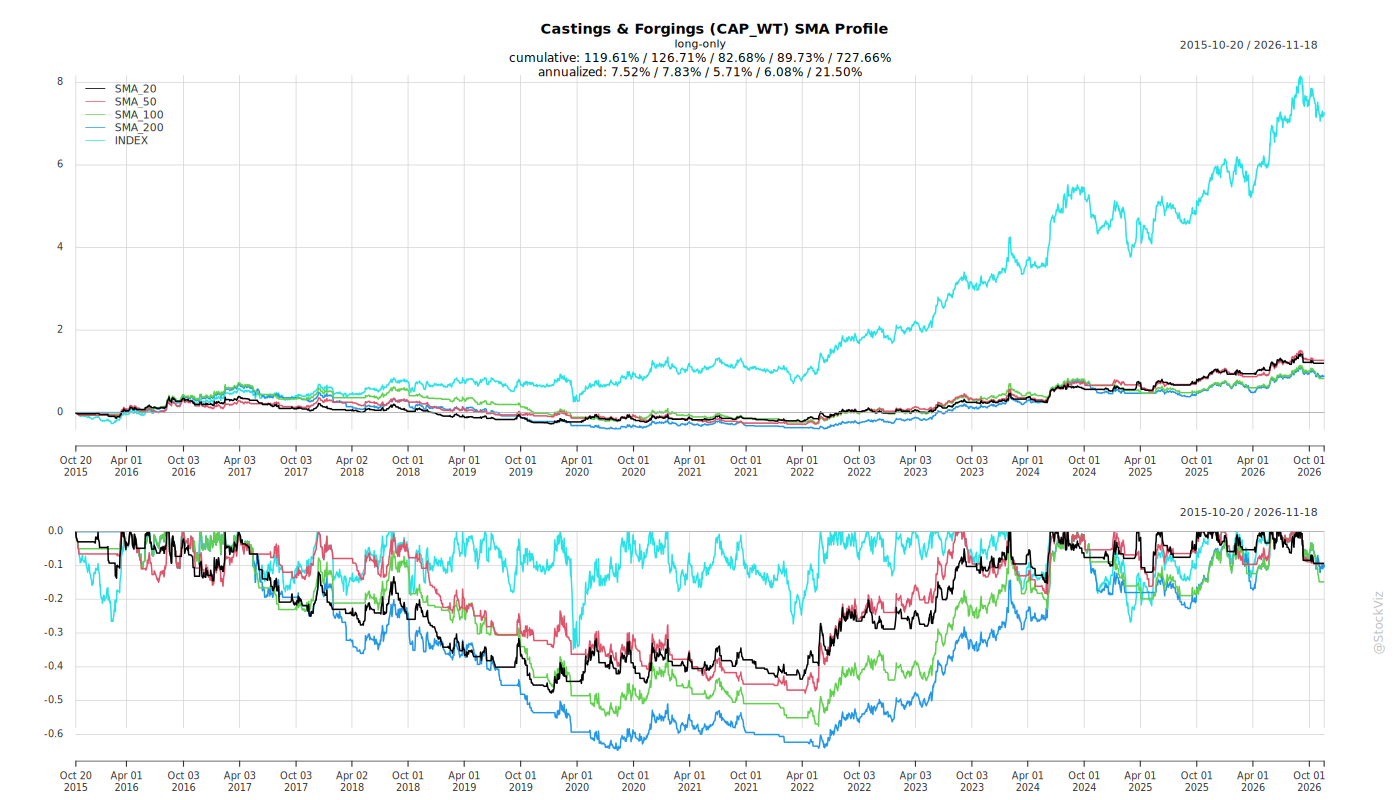 Castings & Forgings (CAP_WT) SMA Profile
long-only
cumulative: 119.61% / 126.71% / 82.68% / 89.73% / 727.66%
annualized: 7.52% / 7.83% / 5.71% / 6.08% / 21.50%
2015-10-20 / 2026-11-18
SMA_20
SMA_50
SMA_100
SMA_200
INDEX
8
6
4
2
0
Oct 20 Apr 01 Oct 03 Apr 03 Oct 03 Apr 02 Oct 01 Apr 01 Oct 01 Apr 01 Oct 01 Apr 01 Oct 01 Apr 01 Oct 03 Apr 03 Oct 03 Apr 01 Oct 01 Apr 01 Oct 01 Apr 01 Oct 01
2015 2016 2016 2017 2017 2018 2018 2019 2019 2020 2020 2021 2021 2022 2022 2023 2023 2024 2024 2025 2025 2026 2026
2015-10-20 / 2026-11-18
0.0
-0.1
-0.2
-0.3
-0.4
-0.5
-0.6
Oct 20 Apr 01 Oct 03 Apr 03 Oct 03 Apr 02 Oct 01 Apr 01 Oct 01 Apr 01 Oct 01 Apr 01 Oct 01 Apr 01 Oct 03 Apr 03 Oct 03 Apr 01 Oct 01 Apr 01 Oct 01 Apr 01 Oct 01
2015 2016 2016 2017 2017 2018 2018 2019 2019 2020 2020 2021 2021 2022 2022 2023 2023 2024 2024 2025 2025 2026 2026
@StockViz